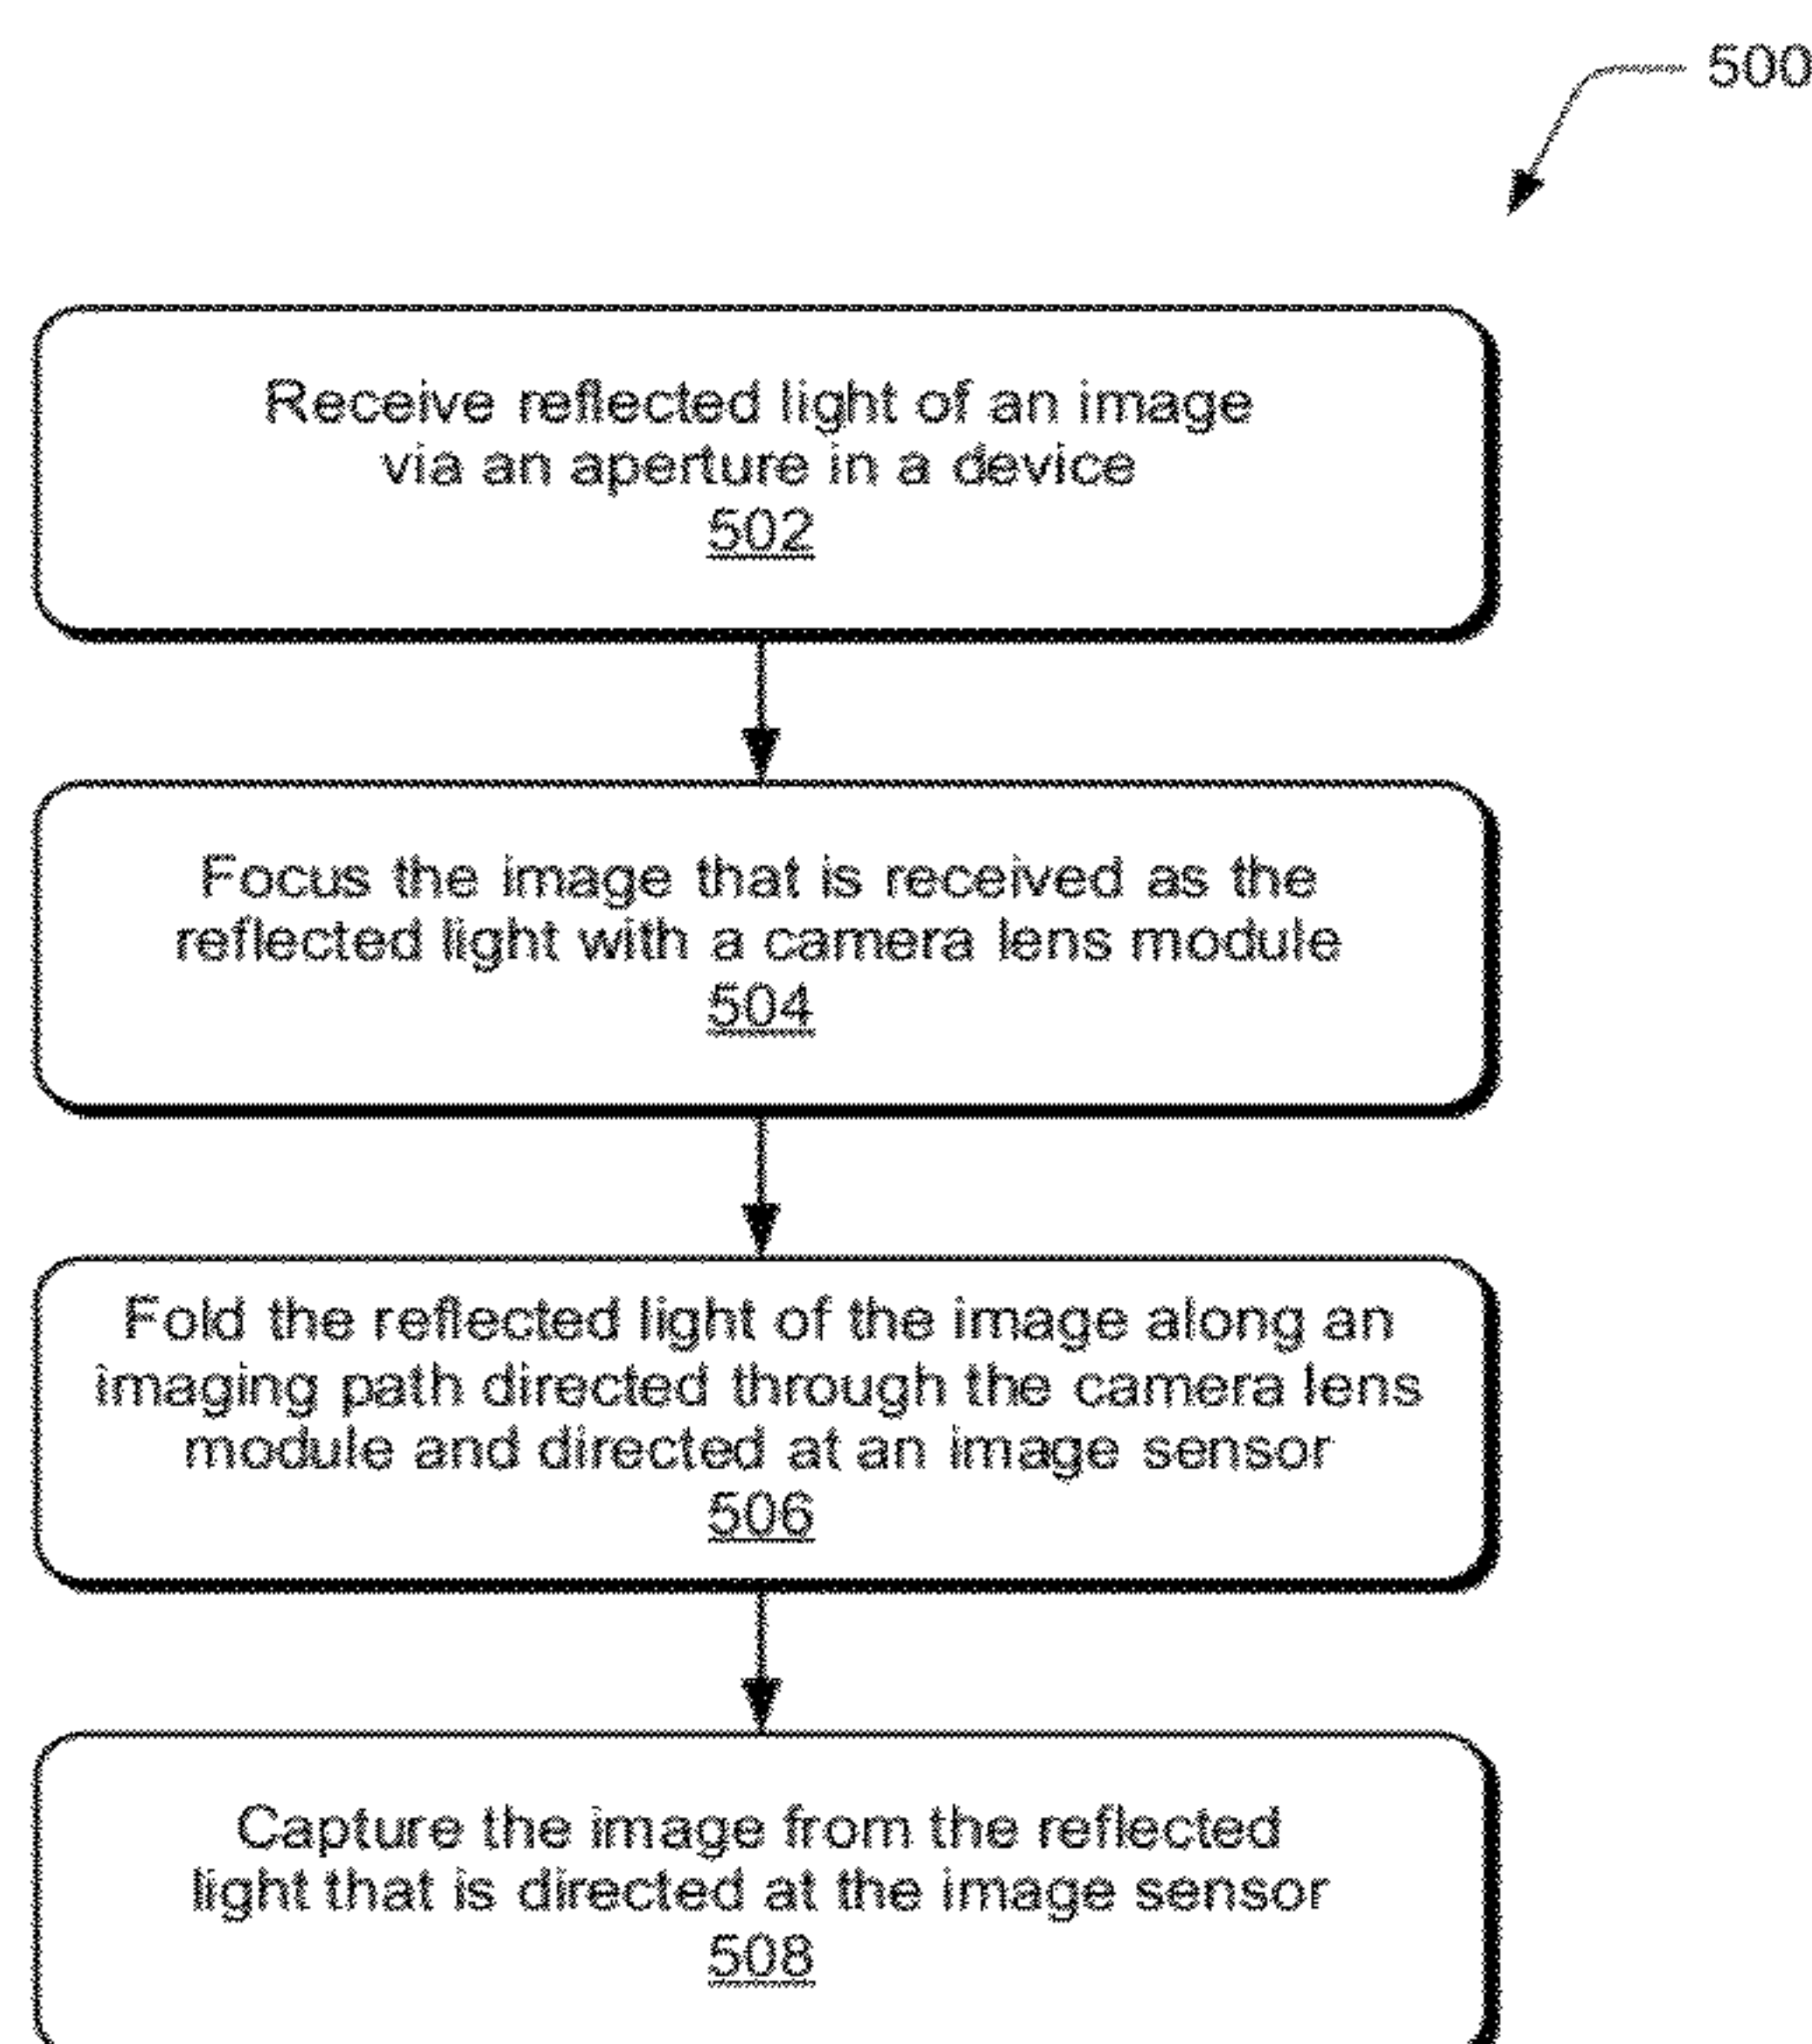 500
Receive reflected light of an image
via an aperture in a device
502
Focus the image that is received as the
reflected light with a camera lens module
504
Fold the reflected light of the image along an
imaging path directed through the camera lens
module and directed at an image sensor
506
Capture the image from the reflected
light that is directed at the image sensor
508